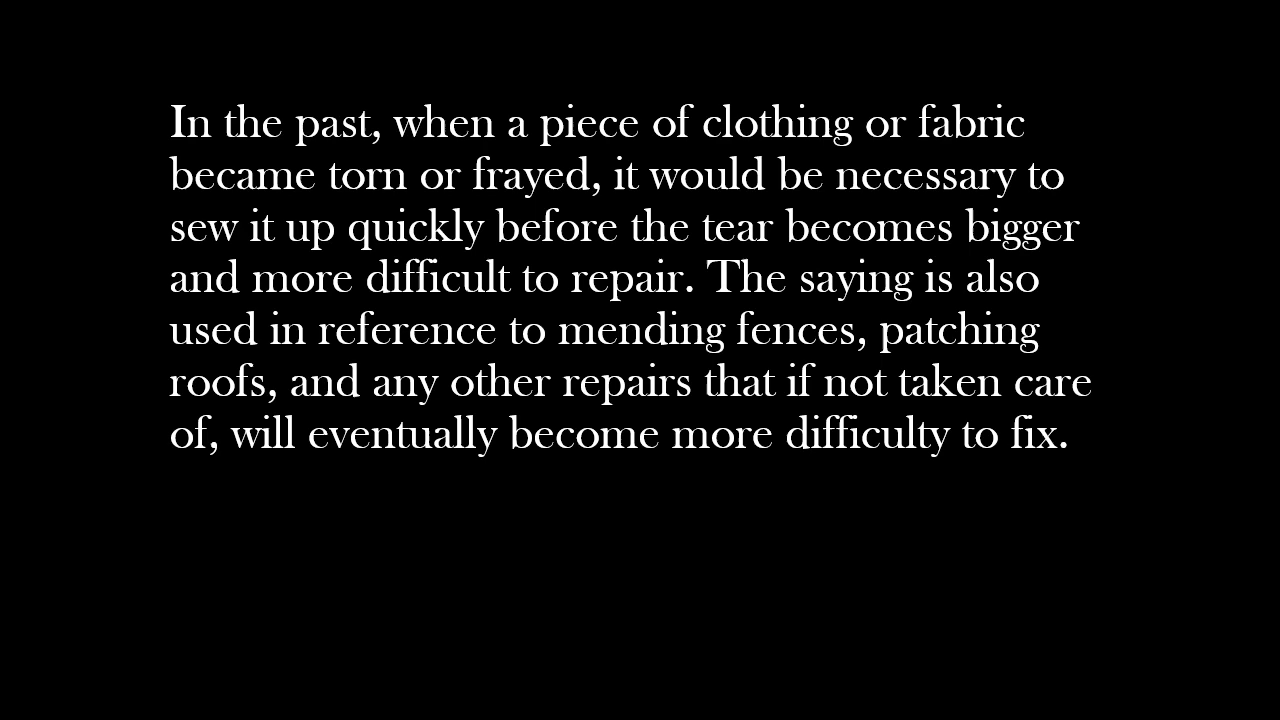 In the past, when a piece of clothing or fabric
became torn or frayed, it would be necessary to
sew it up quickly before the tear becomes bigger
and more difficult to repair. The saying is also
used in reference to mending fences, patching
roofs, and any other repairs that if not taken care
of, will eventually become more difficulty to fix.